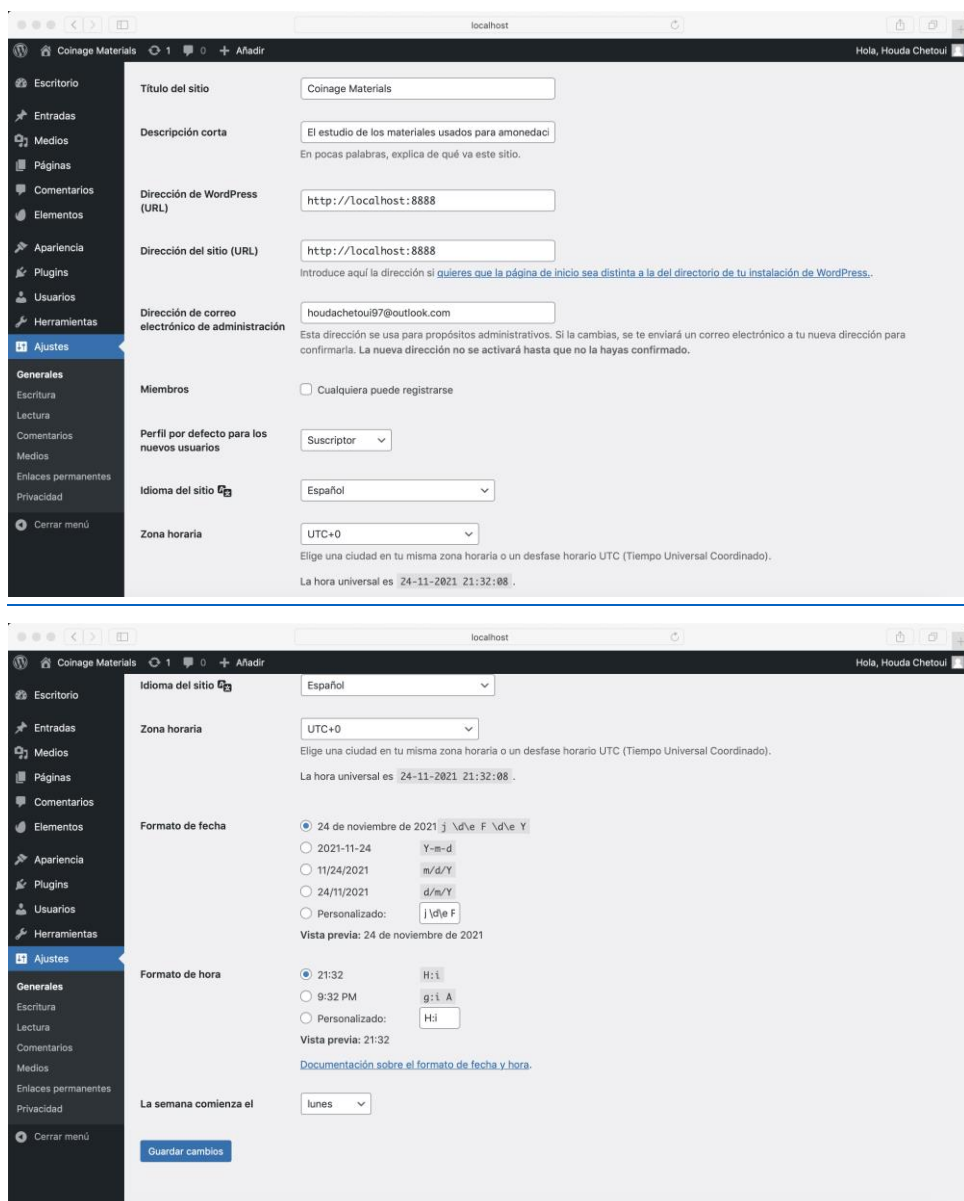 localhost
Coinage Materials 1 0 + Añadir Hola, Houda Chetoui
Escritorio
Entradas
Medios
Páginas
Comentarios
Elementos
Apariencia
Plugins
Usuarios
Herramientas
Ajustes
Generales
Escritura
Lectura
Comentarios
Medios
Enlaces permanentes
Privacidad
Cerrar menú
Título del sitio
Coinage Materials
Descripción corta
El estudio de los materiales usados para amonedaci
En pocas palabras, explica de qué va este sitio.
Dirección de WordPress
(URL)
http://localhost:8888
Dirección del sitio (URL)
http://localhost:8888
Introduce aquí la dirección si quieres que la página de inicio sea distinta a la del directorio de tu instalación de WordPress..
Dirección de correo
electrónico de administración
houdachetoui97@outlook.com
Esta dirección se usa para propósitos administrativos. Si la cambias, se te enviará un correo electrónico a tu nueva dirección para
confirmarla. La nueva dirección no se activará hasta que no la hayas confirmado.
Miembros
Cualquiera puede registrarse
Perfil por defecto para los
nuevos usuarios
Suscriptor
Idioma del sitio
Español
Zona horaria
UTC+0
Elige una ciudad en tu misma zona horaria o un desfase horario UTC (Tiempo Universal Coordinado).
La hora universal es 24-11-2021 21:32:08 .
localhost
Coinage Materials 1 0 + Añadir Hola, Houda Chetoui
Escritorio
Entradas
Medios
Páginas
Comentarios
Elementos
Apariencia
Plugins
Usuarios
Herramientas
Ajustes
Generales
Escritura
Lectura
Comentarios
Medios
Enlaces permanentes
Privacidad
Cerrar menú
Idioma del sitio
Español
Zona horaria
UTC+0
Elige una ciudad en tu misma zona horaria o un desfase horario UTC (Tiempo Universal Coordinado).
La hora universal es 24-11-2021 21:32:08 .
Formato de fecha
24 de noviembre de 2021 j \d\e F \d\e Y
2021-11-24 Y-m-d
11/24/2021 m/d/Y
24/11/2021 d/m/Y
Personalizado: j \d\e F
Vista previa: 24 de noviembre de 2021
Formato de hora
21:32 H:i
9:32 PM g:i A
Personalizado: H:i
Vista previa: 21:32
Documentación sobre el formato de fecha y hora.
La semana comienza el
lunes
Guardar cambios